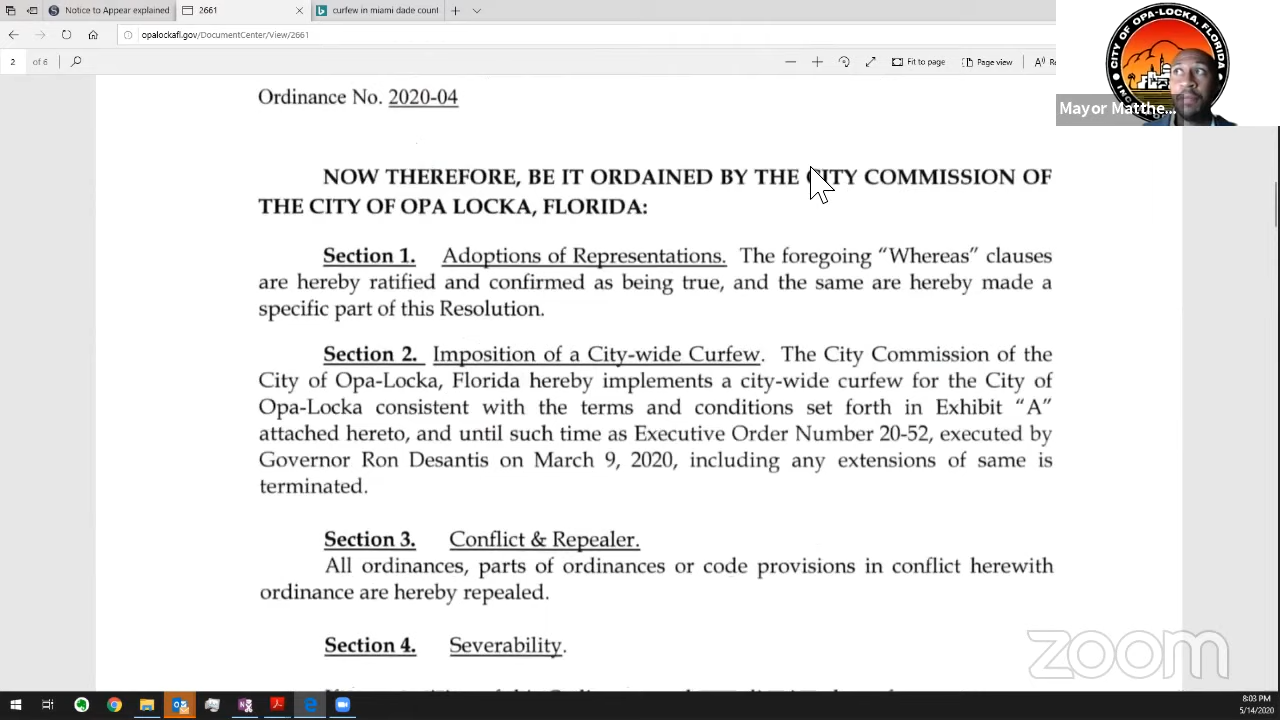 Notice to Appear explained
2661
curfew in miami dade count
opalockafl.gov/DocumentCenter/View/2661
2 of 6
Fit to page
Page view
CITY OF OPA-LOCKA, FLORIDA
Mayor Matthe...
Ordinance No. 2020-04
NOW THEREFORE, BE IT ORDAINED BY THE CITY COMMISSION OF
THE CITY OF OPA LOCKA, FLORIDA:
Section 1. Adoptions of Representations. The foregoing “Whereas” clauses
are hereby ratified and confirmed as being true, and the same are hereby made a
specific part of this Resolution.
Section 2. Imposition of a City-wide Curfew. The City Commission of the
City of Opa-Locka, Florida hereby implements a city-wide curfew for the City of
Opa-Locka consistent with the terms and conditions set forth in Exhibit “A”
attached hereto, and until such time as Executive Order Number 20-52, executed by
Governor Ron Desantis on March 9, 2020, including any extensions of same is
terminated.
Section 3. Conflict & Repealer.
All ordinances, parts of ordinances or code provisions in conflict herewith
ordinance are hereby repealed.
Section 4. Severability.
zoom
8:03 PM
5/14/2020